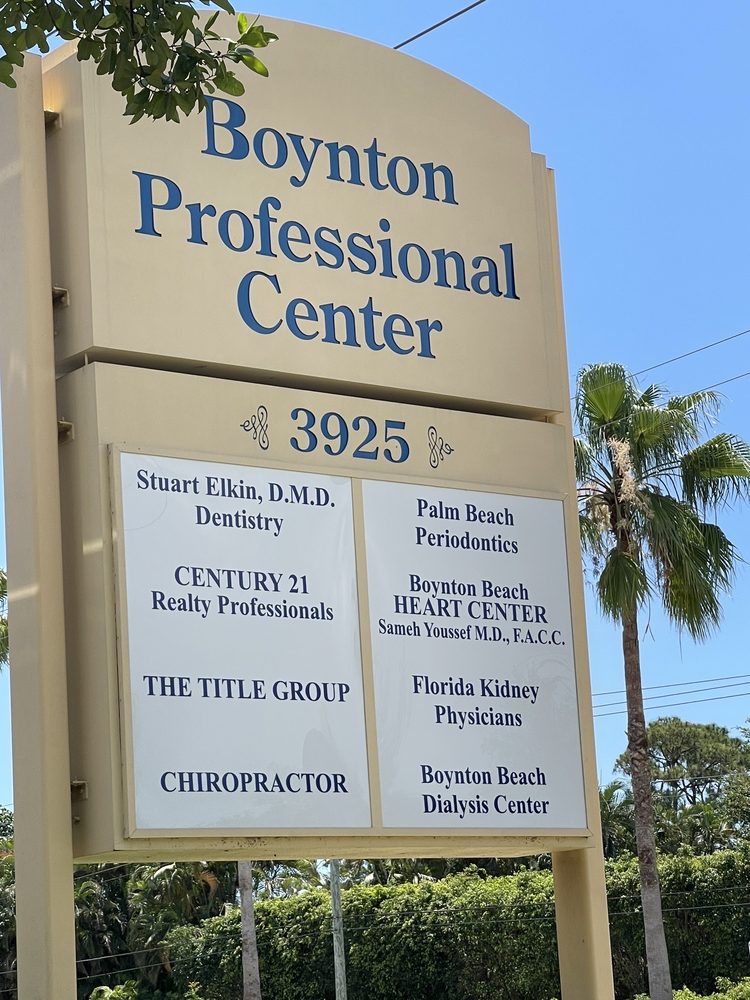 Boynton
Professional
Center
3925
Stuart Elkin, D.M.D.
Dentistry
CENTURY 21
Realty Professionals
THE TITLE GROUP
CHIROPRACTOR
Palm Beach
Periodontics
Boynton Beach
HEART CENTER
Sameh Youssef M.D., F.A.C.C.
Florida Kidney
Physicians
Boynton Beach
Dialysis Center